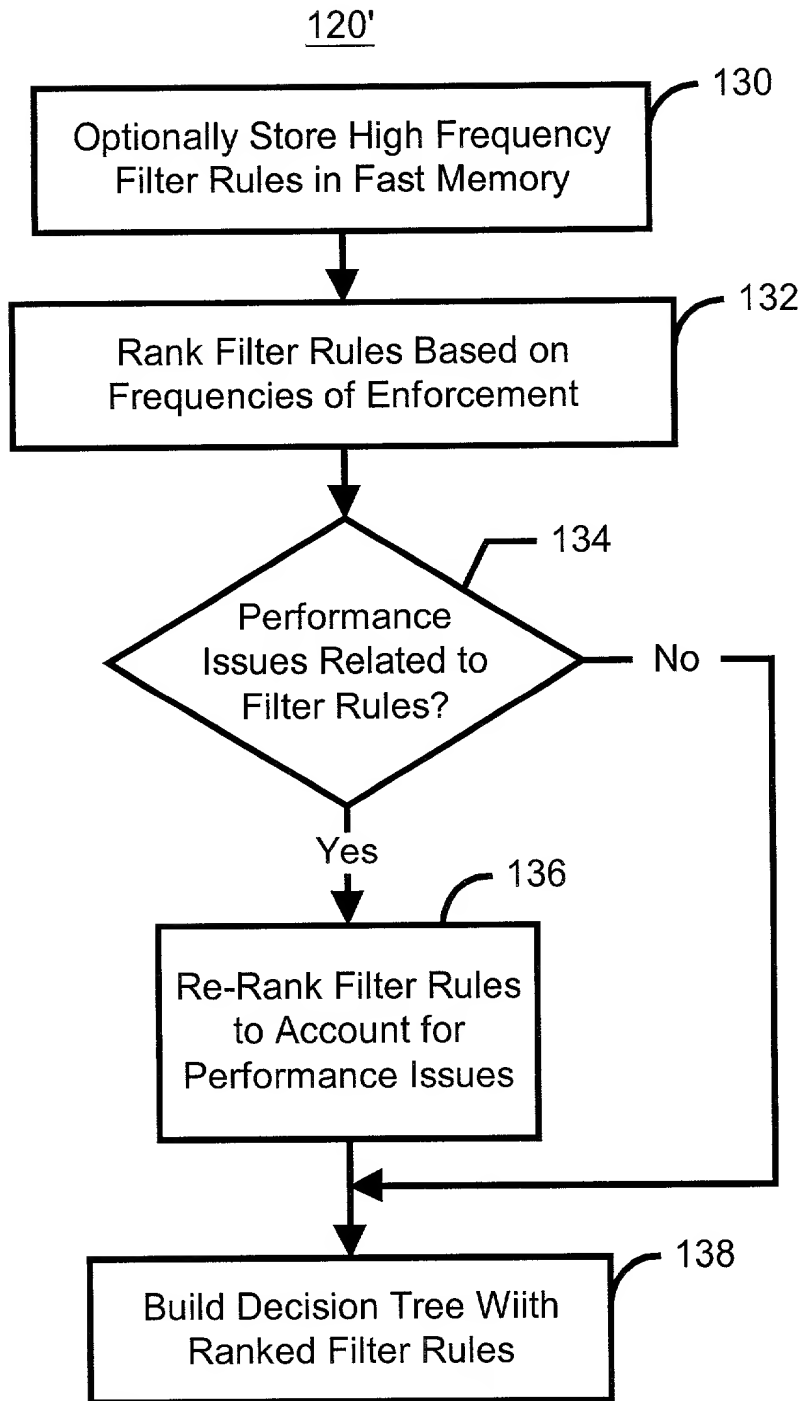 120'
130
Optionally Store High Frequency
Filter Rules in Fast Memory
132
Rank Filter Rules Based on
Frequencies of Enforcement
134
Performance
Issues Related to
Filter Rules?
No
Yes
136
Re-Rank Filter Rules
to Account for
Performance Issues
138
Build Decision Tree Wiith
Ranked Filter Rules